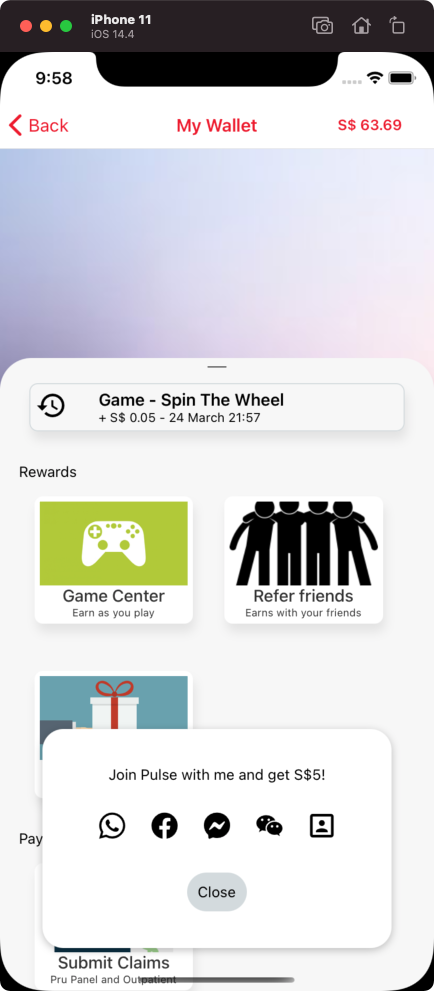 iPhone 11
iOS 14.4
9:58
Back
My Wallet
S$ 63.69
Game - Spin The Wheel
+ S$ 0.05 - 24 March 21:57
Rewards
Game Center
Earn as you play
Refer friends
Earns with your friends
Join Pulse with me and get S$5!
Pay
Close
Submit Claims
Pru Panel and Outpatient